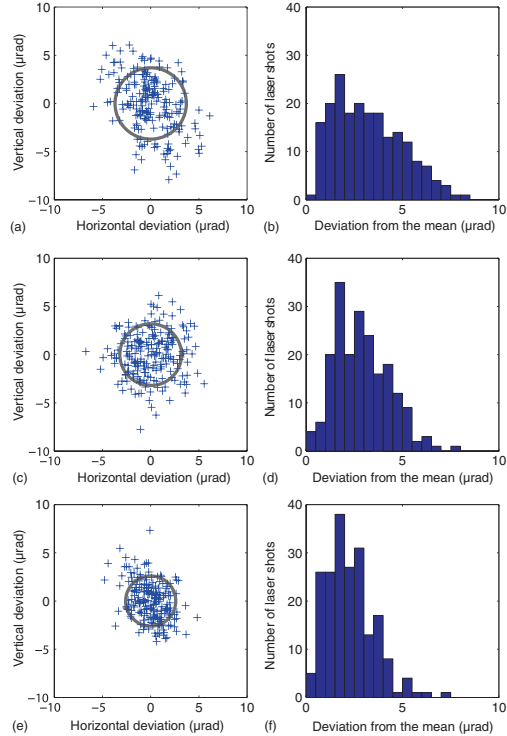 10
5
0
−5
−10
Vertical deviation (μrad)
−10 −5 0 5 10
(a) Horizontal deviation (μrad)
40
30
20
10
0
Number of laser shots
0 5 10
(b) Deviation from the mean (μrad)
10
5
0
−5
−10
Vertical deviation (μrad)
−10 −5 0 5 10
(c) Horizontal deviation (μrad)
40
30
20
10
0
Number of laser shots
0 5 10
(d) Deviation from the mean (μrad)
10
5
0
−5
−10
Vertical deviation (μrad)
−10 −5 0 5 10
(e) Horizontal deviation (μrad)
40
30
20
10
0
Number of laser shots
0 5 10
(f) Deviation from the mean (μrad)